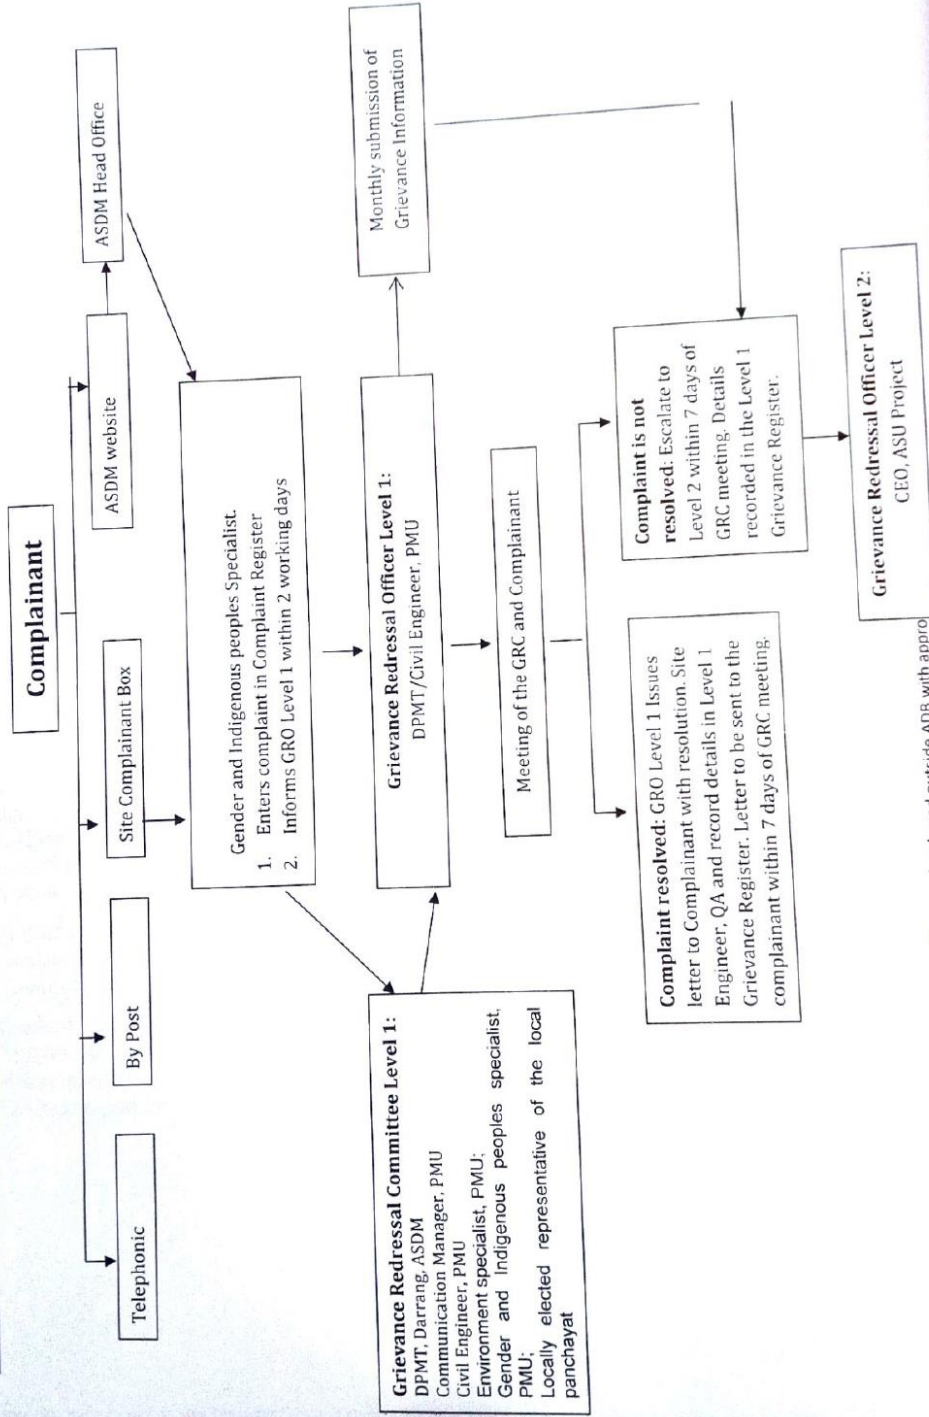 Complainant
Telephonic
By Post
Site Complainant Box
ASDM website
ASDM Head Office
Gender and Indigenous peoples Specialist.
1. Enters complaint in Complaint Register
2. Informs GRO Level 1 within 2 working days
Grievance Redressal Committee Level 1:
DPMT, Darrang, ASDM
Communication Manager, PMU
Civil Engineer, PMU
Environment specialist, PMU;
Gender and Indigenous peoples specialist,
PMU;
Locally elected representative of the local
panchayat
Grievance Redressal Officer Level 1:
DPMT/Civil Engineer, PMU
Monthly submission of
Grievance Information
Meeting of the GRC and Complainant
Complaint resolved: GRO Level 1 Issues
letter to Complainant with resolution. Site
Engineer, QA and record details in Level 1
Grievance Register. Letter to be sent to the
complainant within 7 days of GRC meeting.
Complaint is not
resolved: Escalate to
Level 2 within 7 days of
GRC meeting. Details
recorded in the Level 1
Grievance Register.
Grievance Redressal Officer Level 2:
CEO, ASU Project
outside ADB with